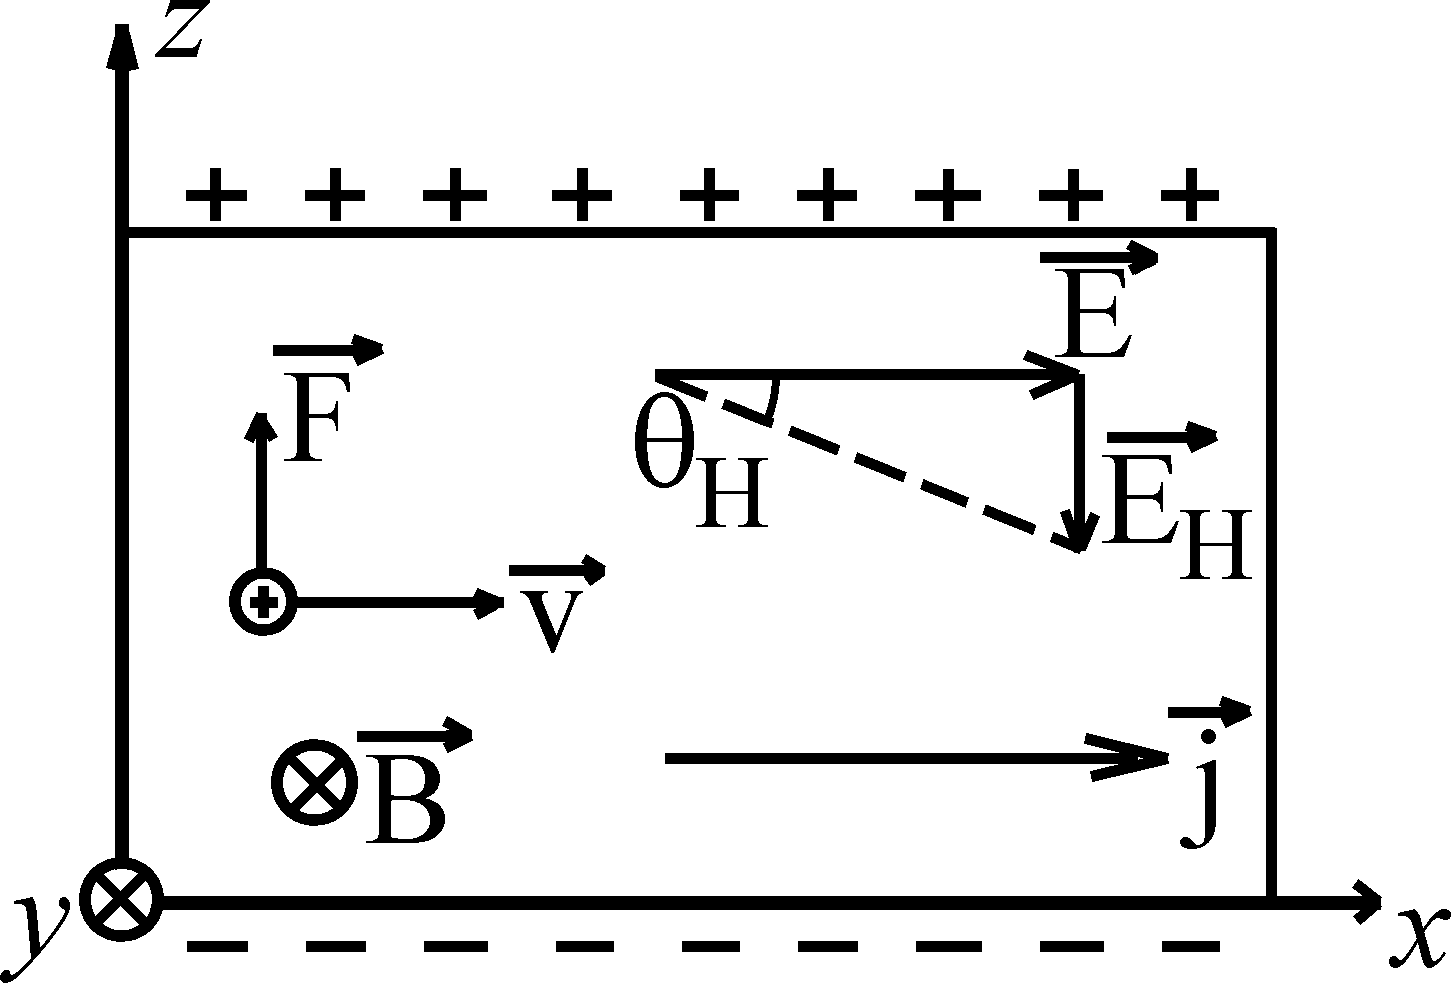 z
+ + + + + + + + +
E
F
θH
EH
+
v
B
j
y
x
− − − − − − − − −